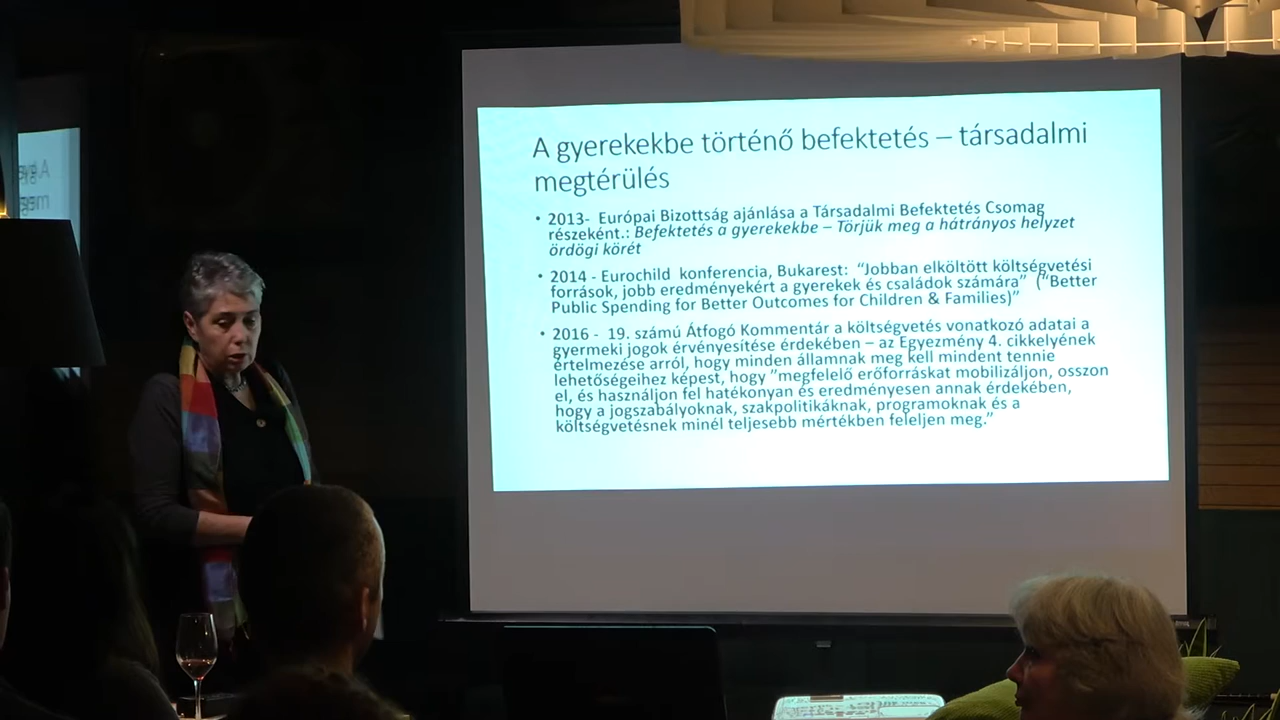 A gyerekekbe történő befektetés – társadalmi
megtérülés
• 2013- Európai Bizottság ajánlása a Társadalmi Befektetés Csomag
részeként.: Befektetés a gyerekekbe – Törjük meg a hátrányos helyzet
ördögi körét
• 2014 - Eurochild konferencia, Bukarest: “Jobban elköltött költségvetési
források, jobb eredményekért a gyerekek és családok számára” (“Better
Public Spending for Better Outcomes for Children & Families)”
• 2016 - 19. számú Átfogó Kommentár a költségvetés vonatkozó adatai a
gyermeki jogok érvényesítése érdekében – az Egyezmény 4. cikkelyének
értelmezése arról, hogy minden államnak meg kell mindent tennie
lehetőségeihez képest, hogy ”megfelelő erőforráskat mobilizáljon, osszon
el, és használjon fel hatékonyan és eredményesen annak érdekében,
hogy a jogszabályoknak, szakpolitikáknak, programoknak és a
költségvetésnek minél teljesebb mértékben feleljen meg.”